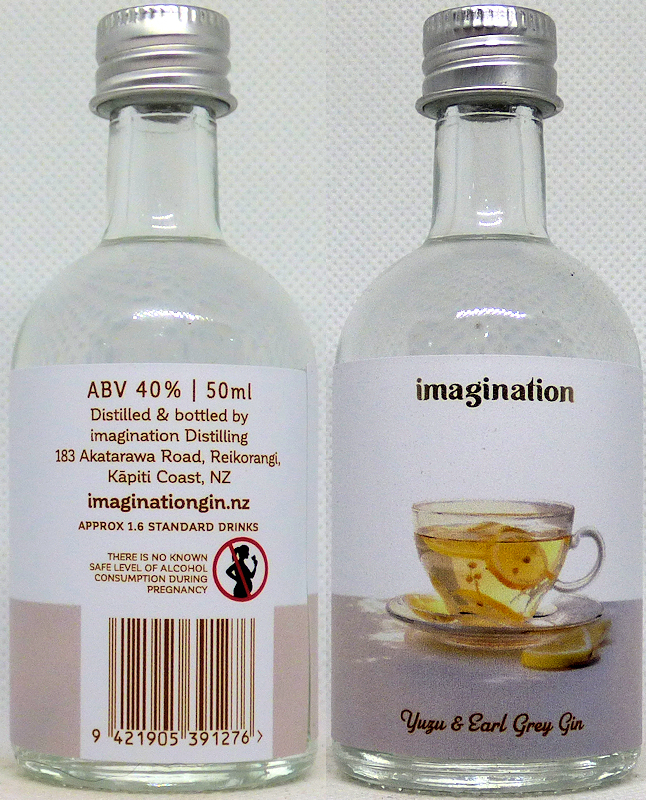 ABV 40% | 50ml
Distilled & bottled by
imagination Distilling
183 Akatarawa Road, Reikorangi,
Kāpiti Coast, NZ
imaginationgin.nz
APPROX 1.6 STANDARD DRINKS
THERE IS NO KNOWN
SAFE LEVEL OF ALCOHOL
CONSUMPTION DURING
PREGNANCY
9 421905 391276 >
imagination
Yuzu & Earl Grey Gin